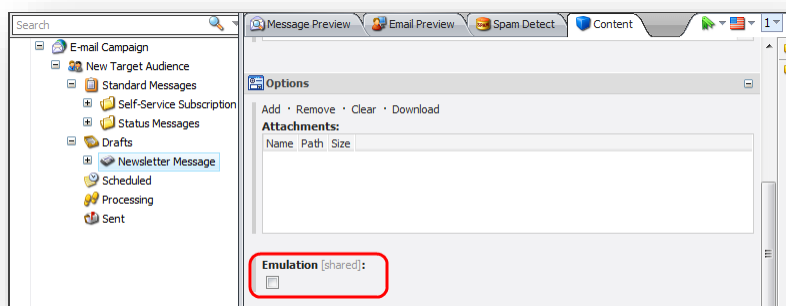 Search
E-mail Campaign
New Target Audience
Standard Messages
Self-Service Subscription
Status Messages
Drafts
Newsletter Message
Scheduled
Processing
Sent
Message Preview
Email Preview
SPAM Spam Detect
Content
1
Options
Add · Remove · Clear · Download
Attachments:
Name Path Size
Emulation [shared]: